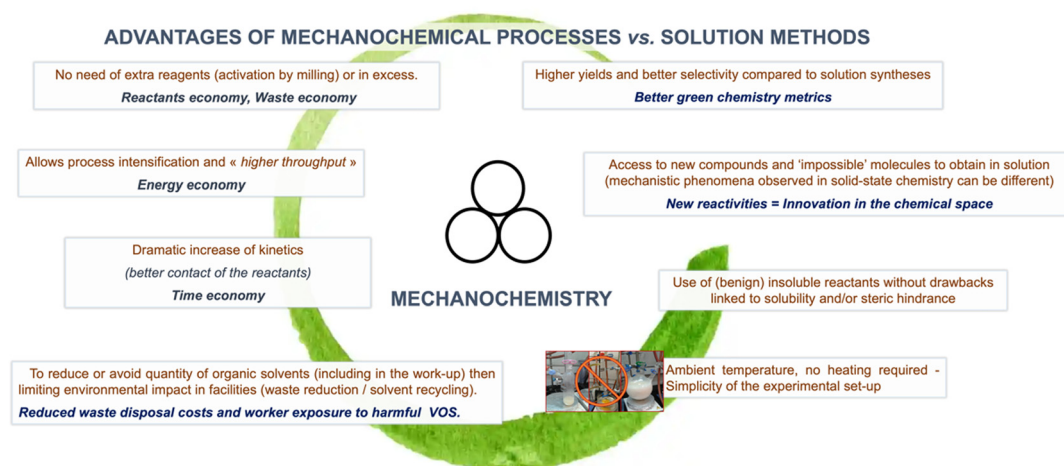 ADVANTAGES OF MECHANOCHEMICAL PROCESSES vs. SOLUTION METHODS
No need of extra reagents (activation by milling) or in excess.
Reactants economy, Waste economy
Higher yields and better selectivity compared to solution syntheses
Better green chemistry metrics
Allows process intensification and « higher throughput »
Energy economy
Access to new compounds and ‘impossible’ molecules to obtain in solution
(mechanistic phenomena observed in solid-state chemistry can be different)
New reactivities = Innovation in the chemical space
Dramatic increase of kinetics
(better contact of the reactants)
Time economy
MECHANOCHEMISTRY
Use of (benign) insoluble reactants without drawbacks
linked to solubility and/or steric hindrance
To reduce or avoid quantity of organic solvents (including in the work-up) then
limiting environmental impact in facilities (waste reduction / solvent recycling).
Reduced waste disposal costs and worker exposure to harmful VOS.
Ambient temperature, no heating required -
Simplicity of the experimental set-up